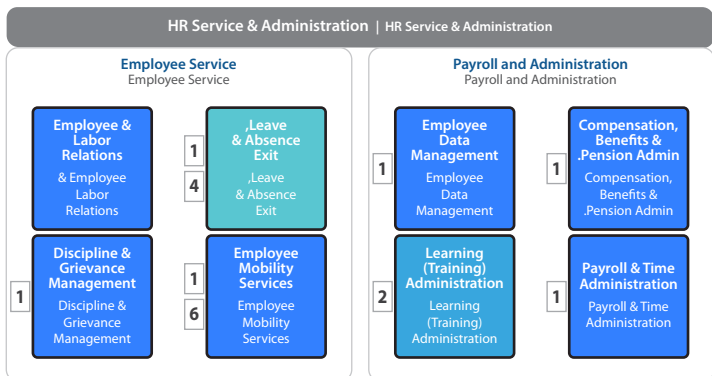 HR Service & Administration | HR Service & Administration
Employee Service
Employee Service
Employee &
Labor
Relations
& Employee
Labor
Relations
1
4
,Leave
& Absence
Exit
,Leave
& Absence
Exit
1
Discipline &
Grievance
Management
Discipline &
Grievance
Management
1
6
Employee
Mobility
Services
Employee
Mobility
Services
Payroll and Administration
Payroll and Administration
1
Employee
Data
Management
Employee
Data
Management
1
Compensation,
Benefits &
.Pension Admin
Compensation,
Benefits &
.Pension Admin
2
Learning
(Training)
Administration
Learning
(Training)
Administration
1
Payroll & Time
Administration
Payroll & Time
Administration